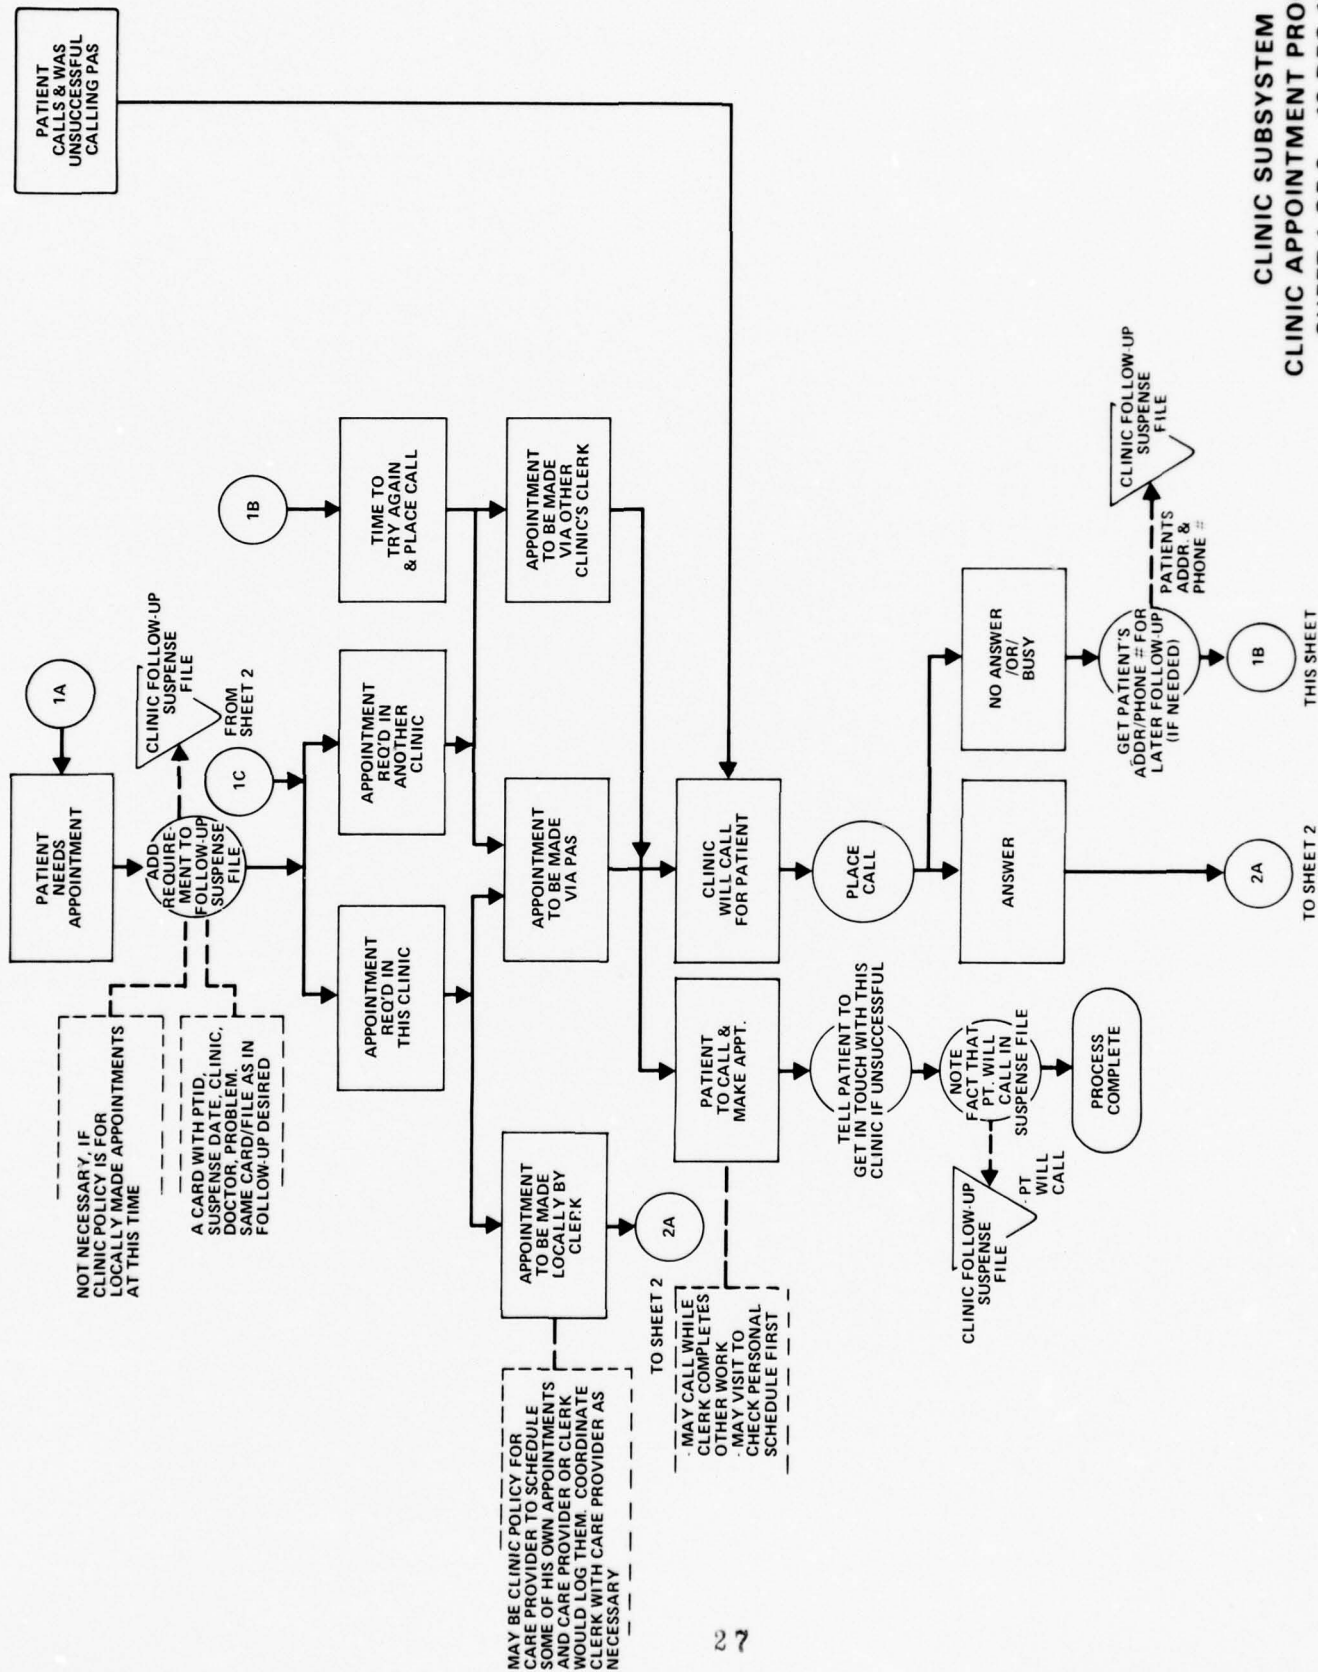 PATIENT
CALLS & WAS
UNSUCCESSFUL
CALLING PAS
1A
PATIENT
NEEDS
APPOINTMENT
NOT NECESSARY, IF
CLINIC POLICY IS FOR
LOCALLY MADE APPOINTMENTS
AT THIS TIME
ADD
REQUIRE-
MENT TO
FOLLOW-UP
SUSPENSE
FILE
CLINIC FOLLOW-UP
SUSPENSE
FILE
A CARD WITH PTID,
SUSPENSE DATE, CLINIC,
DOCTOR, PROBLEM.
SAME CARD/FILE AS IN
FOLLOW-UP DESIRED
1C
FROM
SHEET 2
1B
APPOINTMENT
REQ'D IN
THIS CLINIC
APPOINTMENT
REQ'D IN
ANOTHER
CLINIC
TIME TO
TRY AGAIN
& PLACE CALL
MAY BE CLINIC POLICY FOR
CARE PROVIDER TO SCHEDULE
SOME OF HIS OWN APPOINTMENTS
AND CARE PROVIDER OR CLERK
WOULD LOG THEM. COORDINATE
CLERK WITH CARE PROVIDER AS
NECESSARY
APPOINTMENT
TO BE MADE
LOCALLY BY
CLERK
APPOINTMENT
TO BE MADE
VIA PAS
APPOINTMENT
TO BE MADE
VIA OTHER
CLINIC'S CLERK
TO SHEET 2
2A
· MAY CALL WHILE
CLERK COMPLETES
OTHER WORK
· MAY VISIT TO
CHECK PERSONAL
SCHEDULE FIRST
PATIENT
TO CALL &
MAKE APPT.
CLINIC
WILL CALL
FOR PATIENT
TELL PATIENT TO
GET IN TOUCH WITH THIS
CLINIC IF UNSUCCESSFUL
PLACE
CALL
NOTE
FACT THAT
PT. WILL
CALL IN
SUSPENSE FILE
CLINIC FOLLOW-UP
SUSPENSE
FILE
· PT
WILL
CALL
PROCESS
COMPLETE
ANSWER
NO ANSWER
/OR/
BUSY
GET PATIENT'S
ADDR/PHONE # FOR
LATER FOLLOW-UP
(IF NEEDED)
PATIENTS
ADDR. &
PHONE #
CLINIC FOLLOW-UP
SUSPENSE
FILE
2A
TO SHEET 2
1B
THIS SHEET
CLINIC SUBSYSTEM
CLINIC APPOINTMENT PRO
27